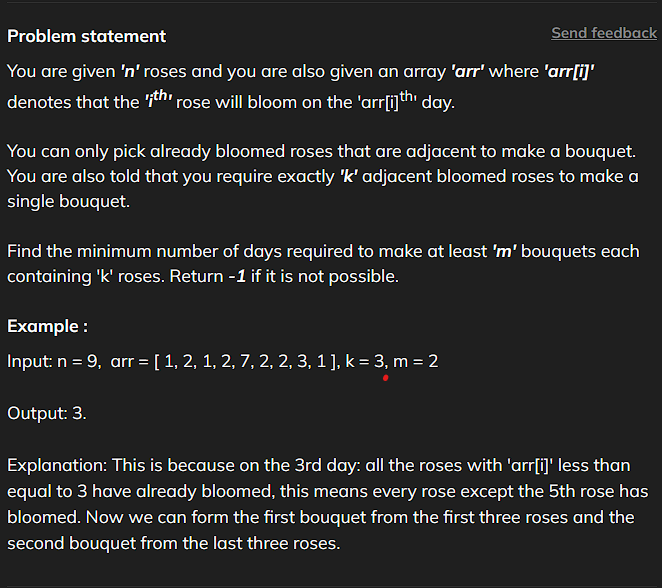 Problem statement
Send feedback
You are given 'n' roses and you are also given an array 'arr' where 'arr[i]'
denotes that the 'ith' rose will bloom on the 'arr[i]th' day.
You can only pick already bloomed roses that are adjacent to make a bouquet.
You are also told that you require exactly 'k' adjacent bloomed roses to make a
single bouquet.
Find the minimum number of days required to make at least 'm' bouquets each
containing 'k' roses. Return -1 if it is not possible.
Example :
Input: n = 9,  arr = [ 1, 2, 1, 2, 7, 2, 2, 3, 1 ], k = 3, m = 2
Output: 3.
Explanation: This is because on the 3rd day: all the roses with 'arr[i]' less than
equal to 3 have already bloomed, this means every rose except the 5th rose has
bloomed. Now we can form the first bouquet from the first three roses and the
second bouquet from the last three roses.